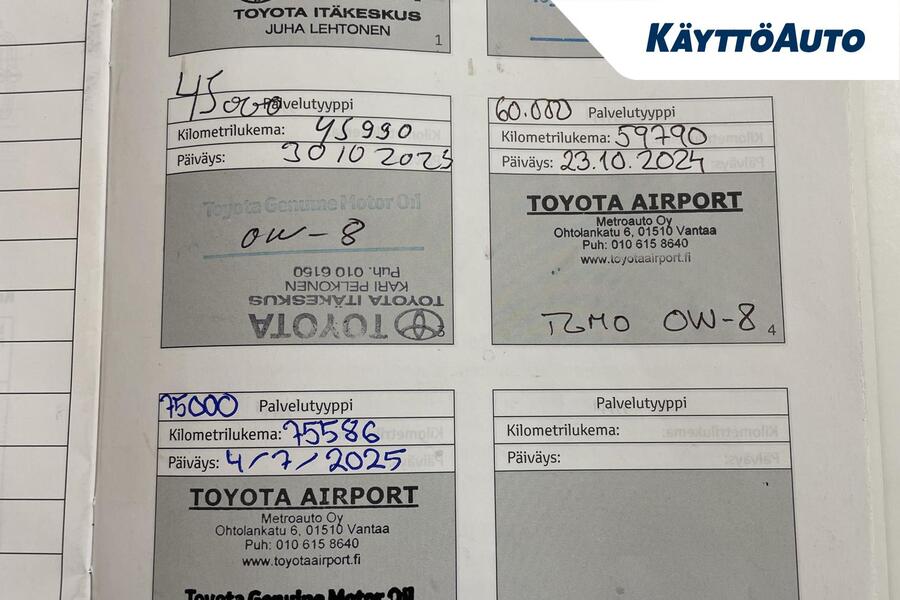 KÄYTTÖAUTO
TOYOTA ITÄKESKUS
JUHA LEHTONEN
1
45000 Palvelutyyppi
Kilometrilukema: 45990
Päiväys: 30 10 2023
Toyota Genuine Motor Oil
0W-8
Puh. 010 6150
KARI PELKONEN
TOYOTA ITÄKESKUS
TOYOTA
3
60.000 Palvelutyyppi
Kilometrilukema: 59790
Päiväys: 23.10.2024
TOYOTA AIRPORT
Metroauto Oy
Ohtolankatu 6, 01510 Vantaa
Puh: 010 615 8640
www.toyotaairport.fi
0W-8
4
75000 Palvelutyyppi
Kilometrilukema: 75586
Päiväys: 4/7/2025
TOYOTA AIRPORT
Metroauto Oy
Ohtolankatu 6, 01510 Vantaa
Puh: 010 615 8640
www.toyotaairport.fi
Toyota Genuine Motor Oil
Palvelutyyppi
Kilometrilukema:
Päiväys: